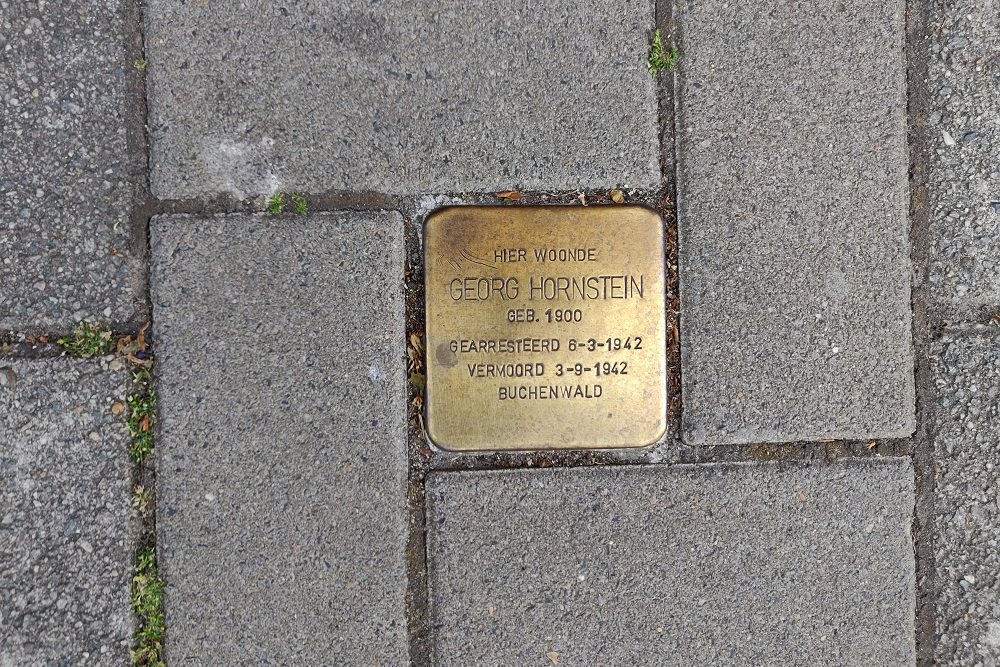 HIER WOONDE
GEORG HORNSTEIN
GEB. 1900
GEARRESTEERD 6-3-1942
VERMOORD 3-9-1942
BUCHENWALD